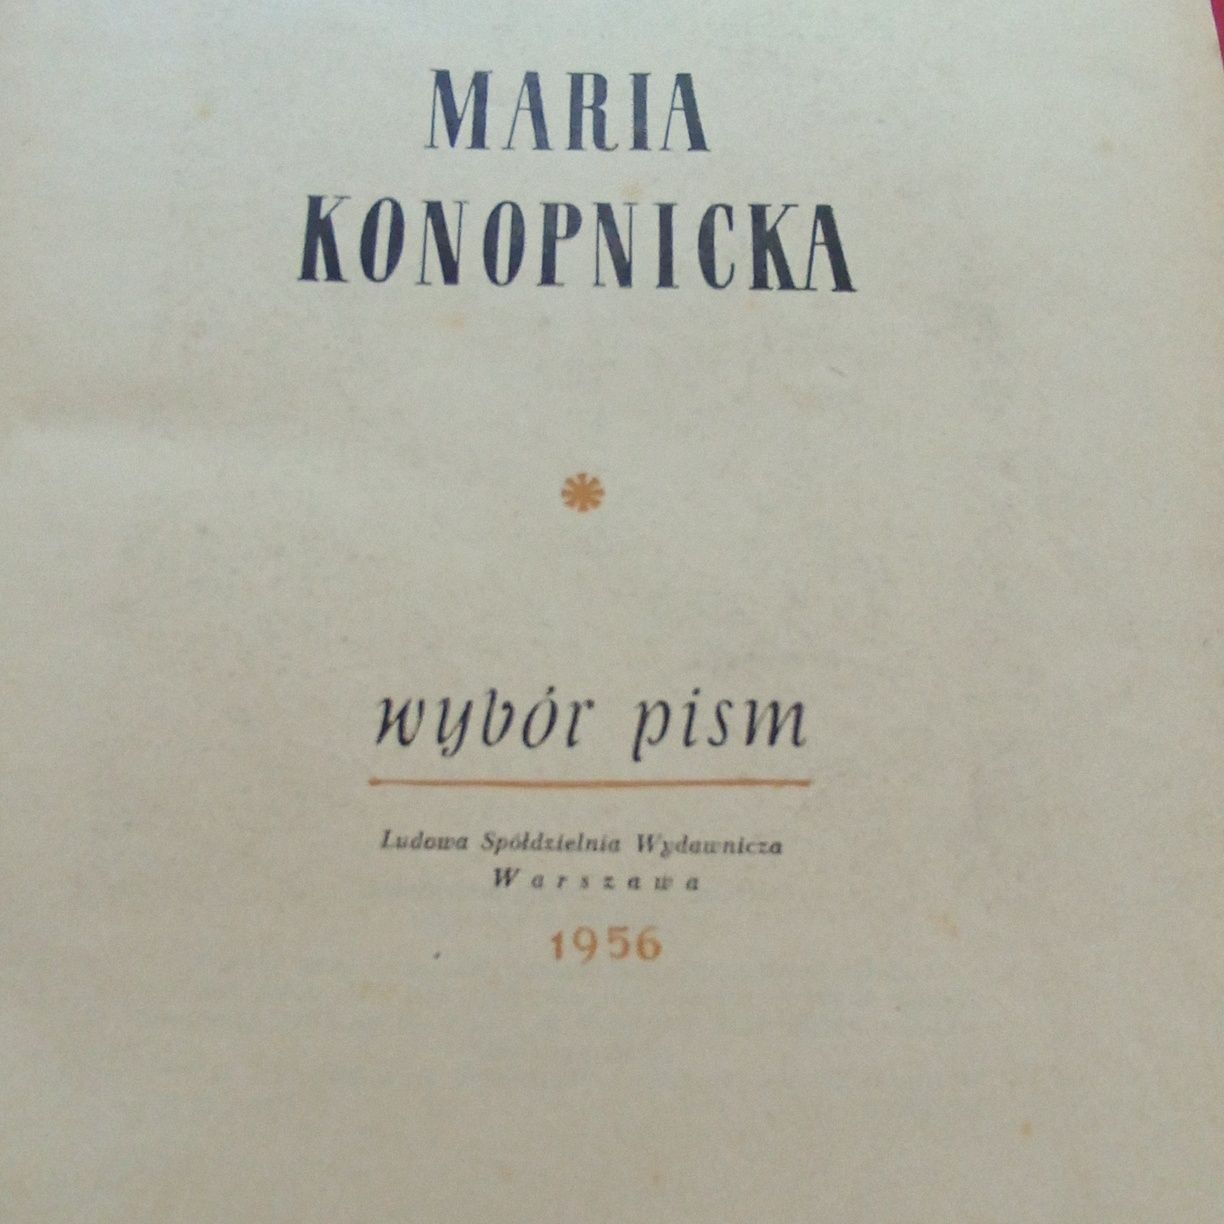 MARIA
KONOPNICKA
wybór pism
Ludowa Spółdzielnia Wydawnicza
Warszawa
1956